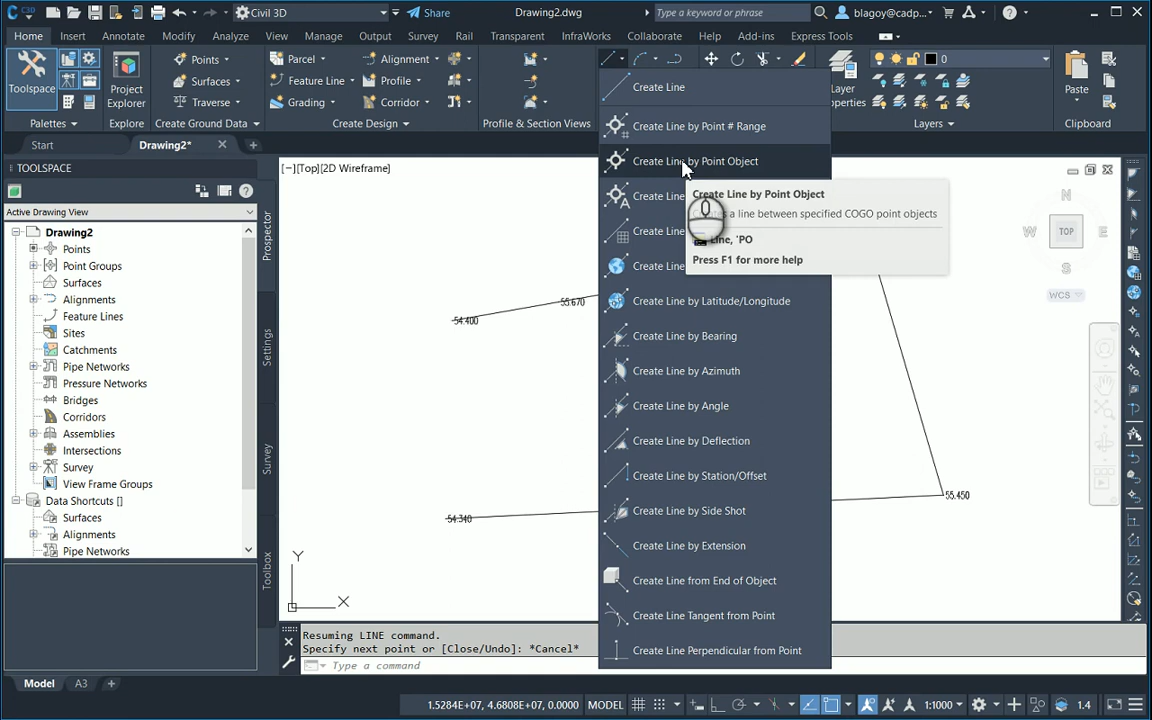 C3D
Civil 3D
Share
Drawing2.dwg
Type a keyword or phrase
blagoy@cadp...
Home
Insert
Annotate
Modify
Analyze
View
Manage
Output
Survey
Rail
Transparent
InfraWorks
Collaborate
Help
Add-ins
Express Tools
Toolspace
Palettes
Project
Explorer
Explore
Points
Surfaces
Traverse
Create Ground Data
Parcel
Feature Line
Grading
Alignment
Profile
Corridor
Create Design
Profile & Section Views
Layer
0
Layers
Paste
Clipboard
Start
Drawing2*
TOOLSPACE
Active Drawing View
Drawing2
Points
Point Groups
Surfaces
Alignments
Feature Lines
Sites
Catchments
Pipe Networks
Pressure Networks
Bridges
Corridors
Assemblies
Intersections
Survey
View Frame Groups
Data Shortcuts []
Surfaces
Alignments
Pipe Networks
Prospector
Settings
Survey
Toolbox
[−][Top][2D Wireframe]
54.400
55.670
54.340
55.450
Y
X
N
W
TOP
E
S
WCS
Create Line
Create Line by Point # Range
Create Line by Point Object
Create Line
Create Line
Create Line
Create Line by Latitude/Longitude
Create Line by Bearing
Create Line by Azimuth
Create Line by Angle
Create Line by Deflection
Create Line by Station/Offset
Create Line by Side Shot
Create Line by Extension
Create Line from End of Object
Create Line Tangent from Point
Create Line Perpendicular from Point
Create Line by Point Object
a line between specified COGO point objects
Line, 'PO
Press F1 for more help
Resuming LINE command.
Specify next point or [Close/Undo]: *Cancel*
Type a command
Model
A3
1.5284E+07, 4.6808E+07, 0.0000
MODEL
1:1000
1.4